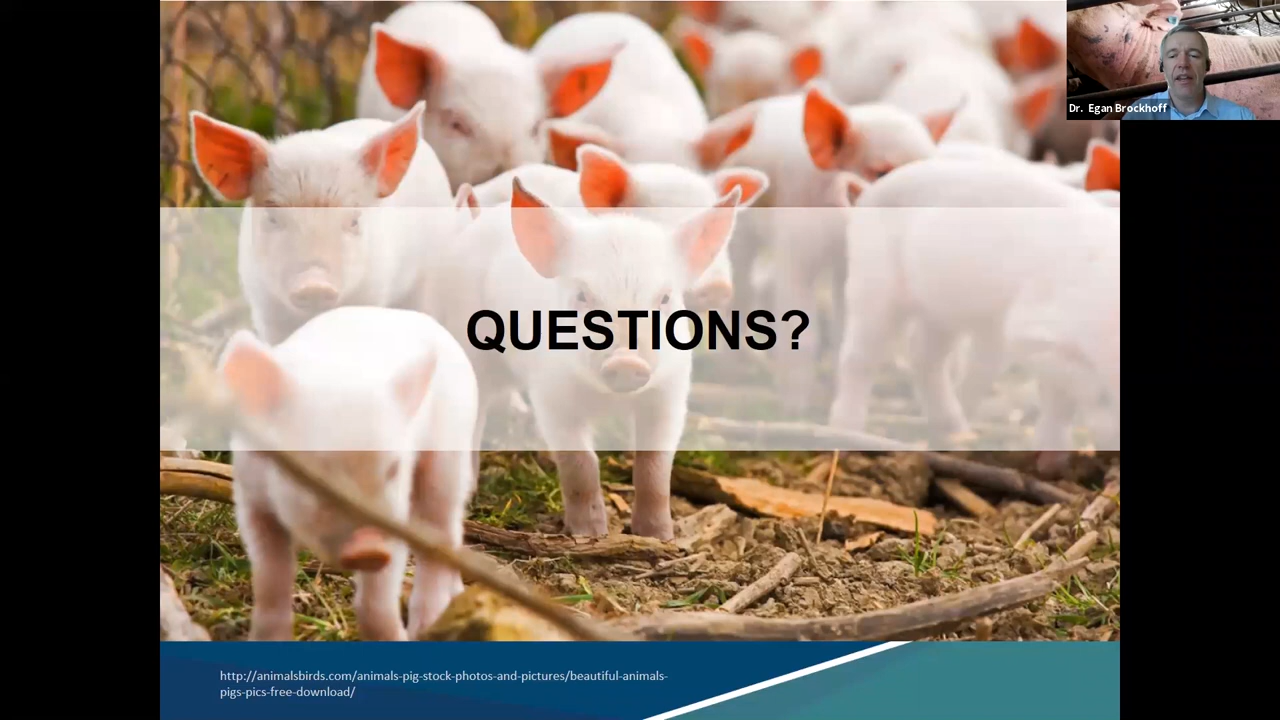 Dr. Egan Brockhoff
QUESTIONS?
http://animalsbirds.com/animals-pig-stock-photos-and-pictures/beautiful-animals-
pigs-pics-free-download/